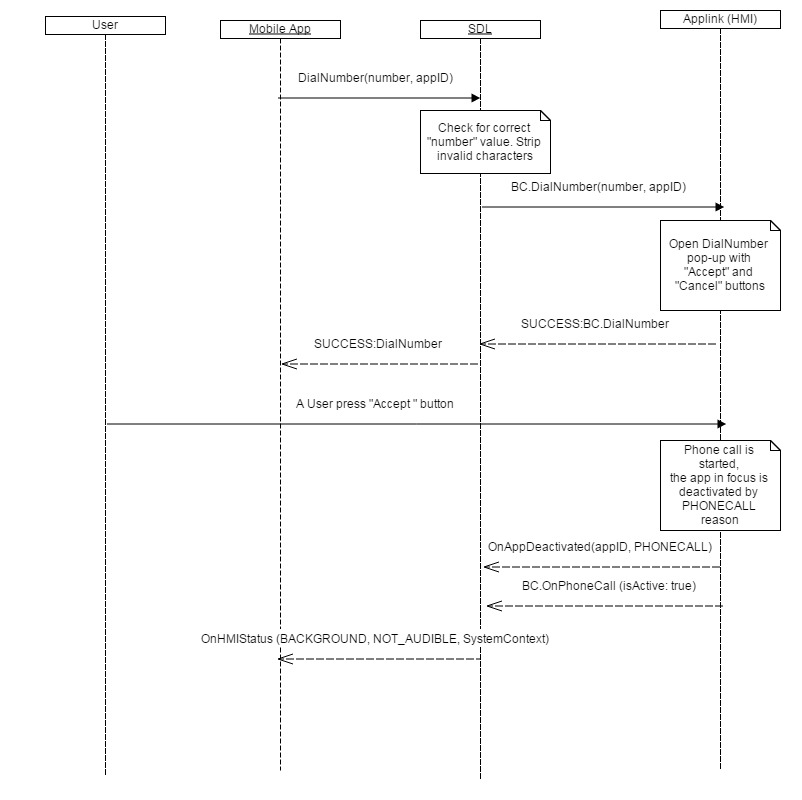 User
Mobile App
SDL
Applink (HMI)
DialNumber(number, appID)
Check for correct
"number" value. Strip
invalid characters
BC.DialNumber(number, appID)
Open DialNumber
pop-up with
"Accept" and
"Cancel" buttons
SUCCESS:BC.DialNumber
SUCCESS:DialNumber
A User press "Accept " button
Phone call is
started,
the app in focus is
deactivated by
PHONECALL
reason
OnAppDeactivated(appID, PHONECALL)
BC.OnPhoneCall (isActive: true)
OnHMIStatus (BACKGROUND, NOT_AUDIBLE, SystemContext)